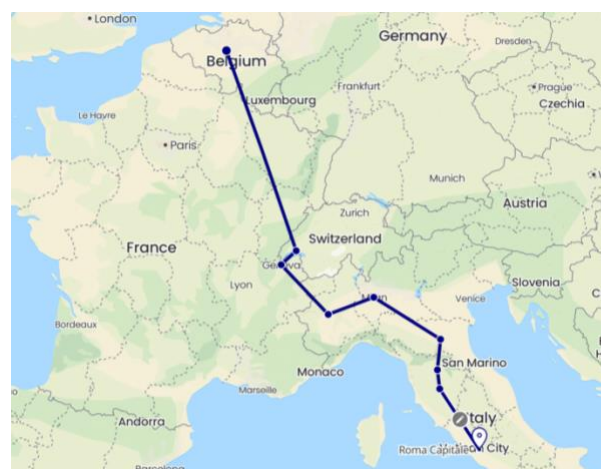 London
Germany
Dresden
Belgium
Frankfurt
Prague
Luxembourg
Czechia
Le Havre
Paris
Munich
Austria
Zurich
France
Switzerland
Geneva
Lyon
Slovenia
Milan
Venice
Bordeaux
San Marino
Monaco
Marseille
Andorra
Italy
Roma Capitale
City
Barcelona